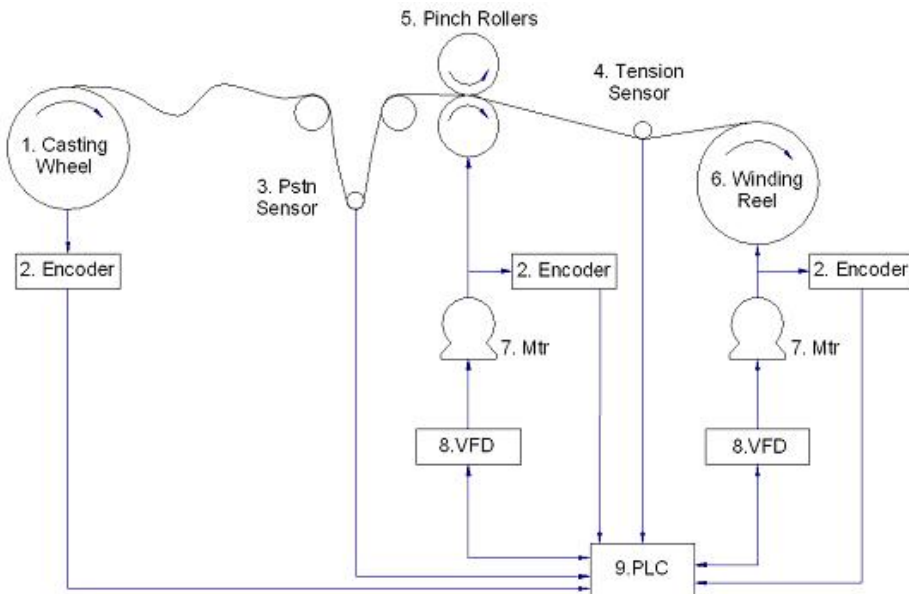 5. Pinch Rollers
4. Tension
Sensor
1. Casting
Wheel
3. Pstn
Sensor
6. Winding
Reel
2. Encoder
2. Encoder
2. Encoder
7. Mtr
7. Mtr
8.VFD
8.VFD
9.PLC